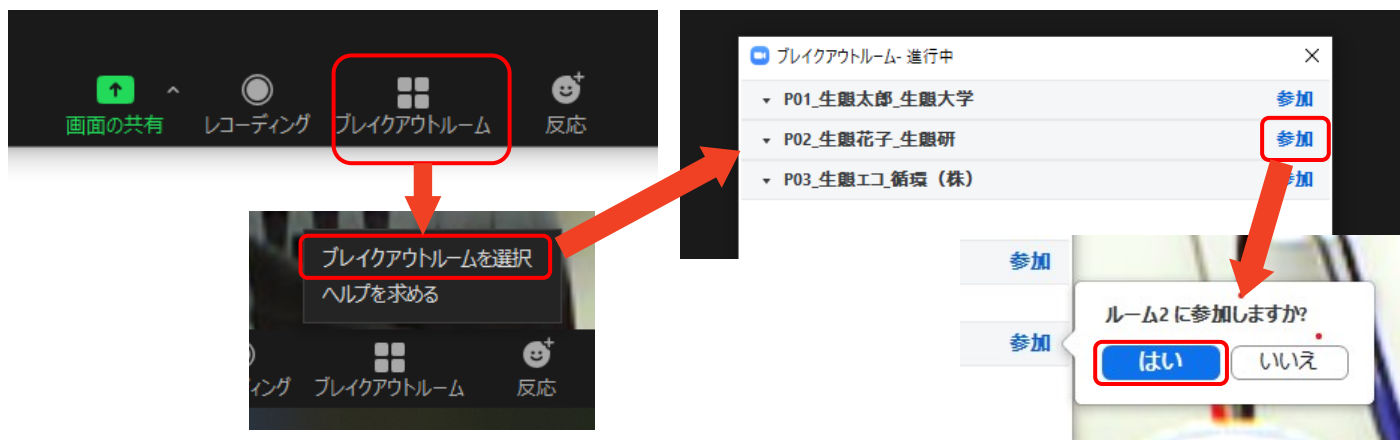 画面の共有
レコーディング
ブレイクアウトルーム
反応
ブレイクアウトルームを選択
ヘルプを求める
ィング
ブレイクアウトルーム
反応
ブレイクアウトルーム- 進行中
P01_生態太郎_生態大学
参加
P02_生態花子_生態研
参加
P03_生態エコ_循環（株）
参加
参加
参加
ルーム2 に参加しますか?
はい
いいえ